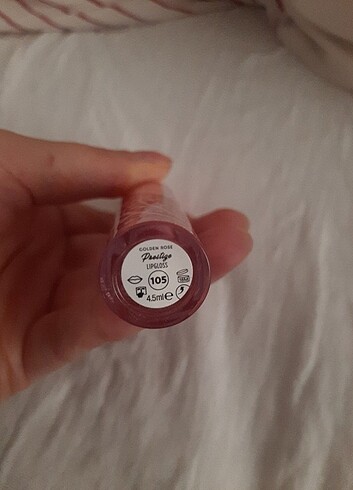 GOLDEN ROSE
Prestige
LIPGLOSS
105
4.5ml e